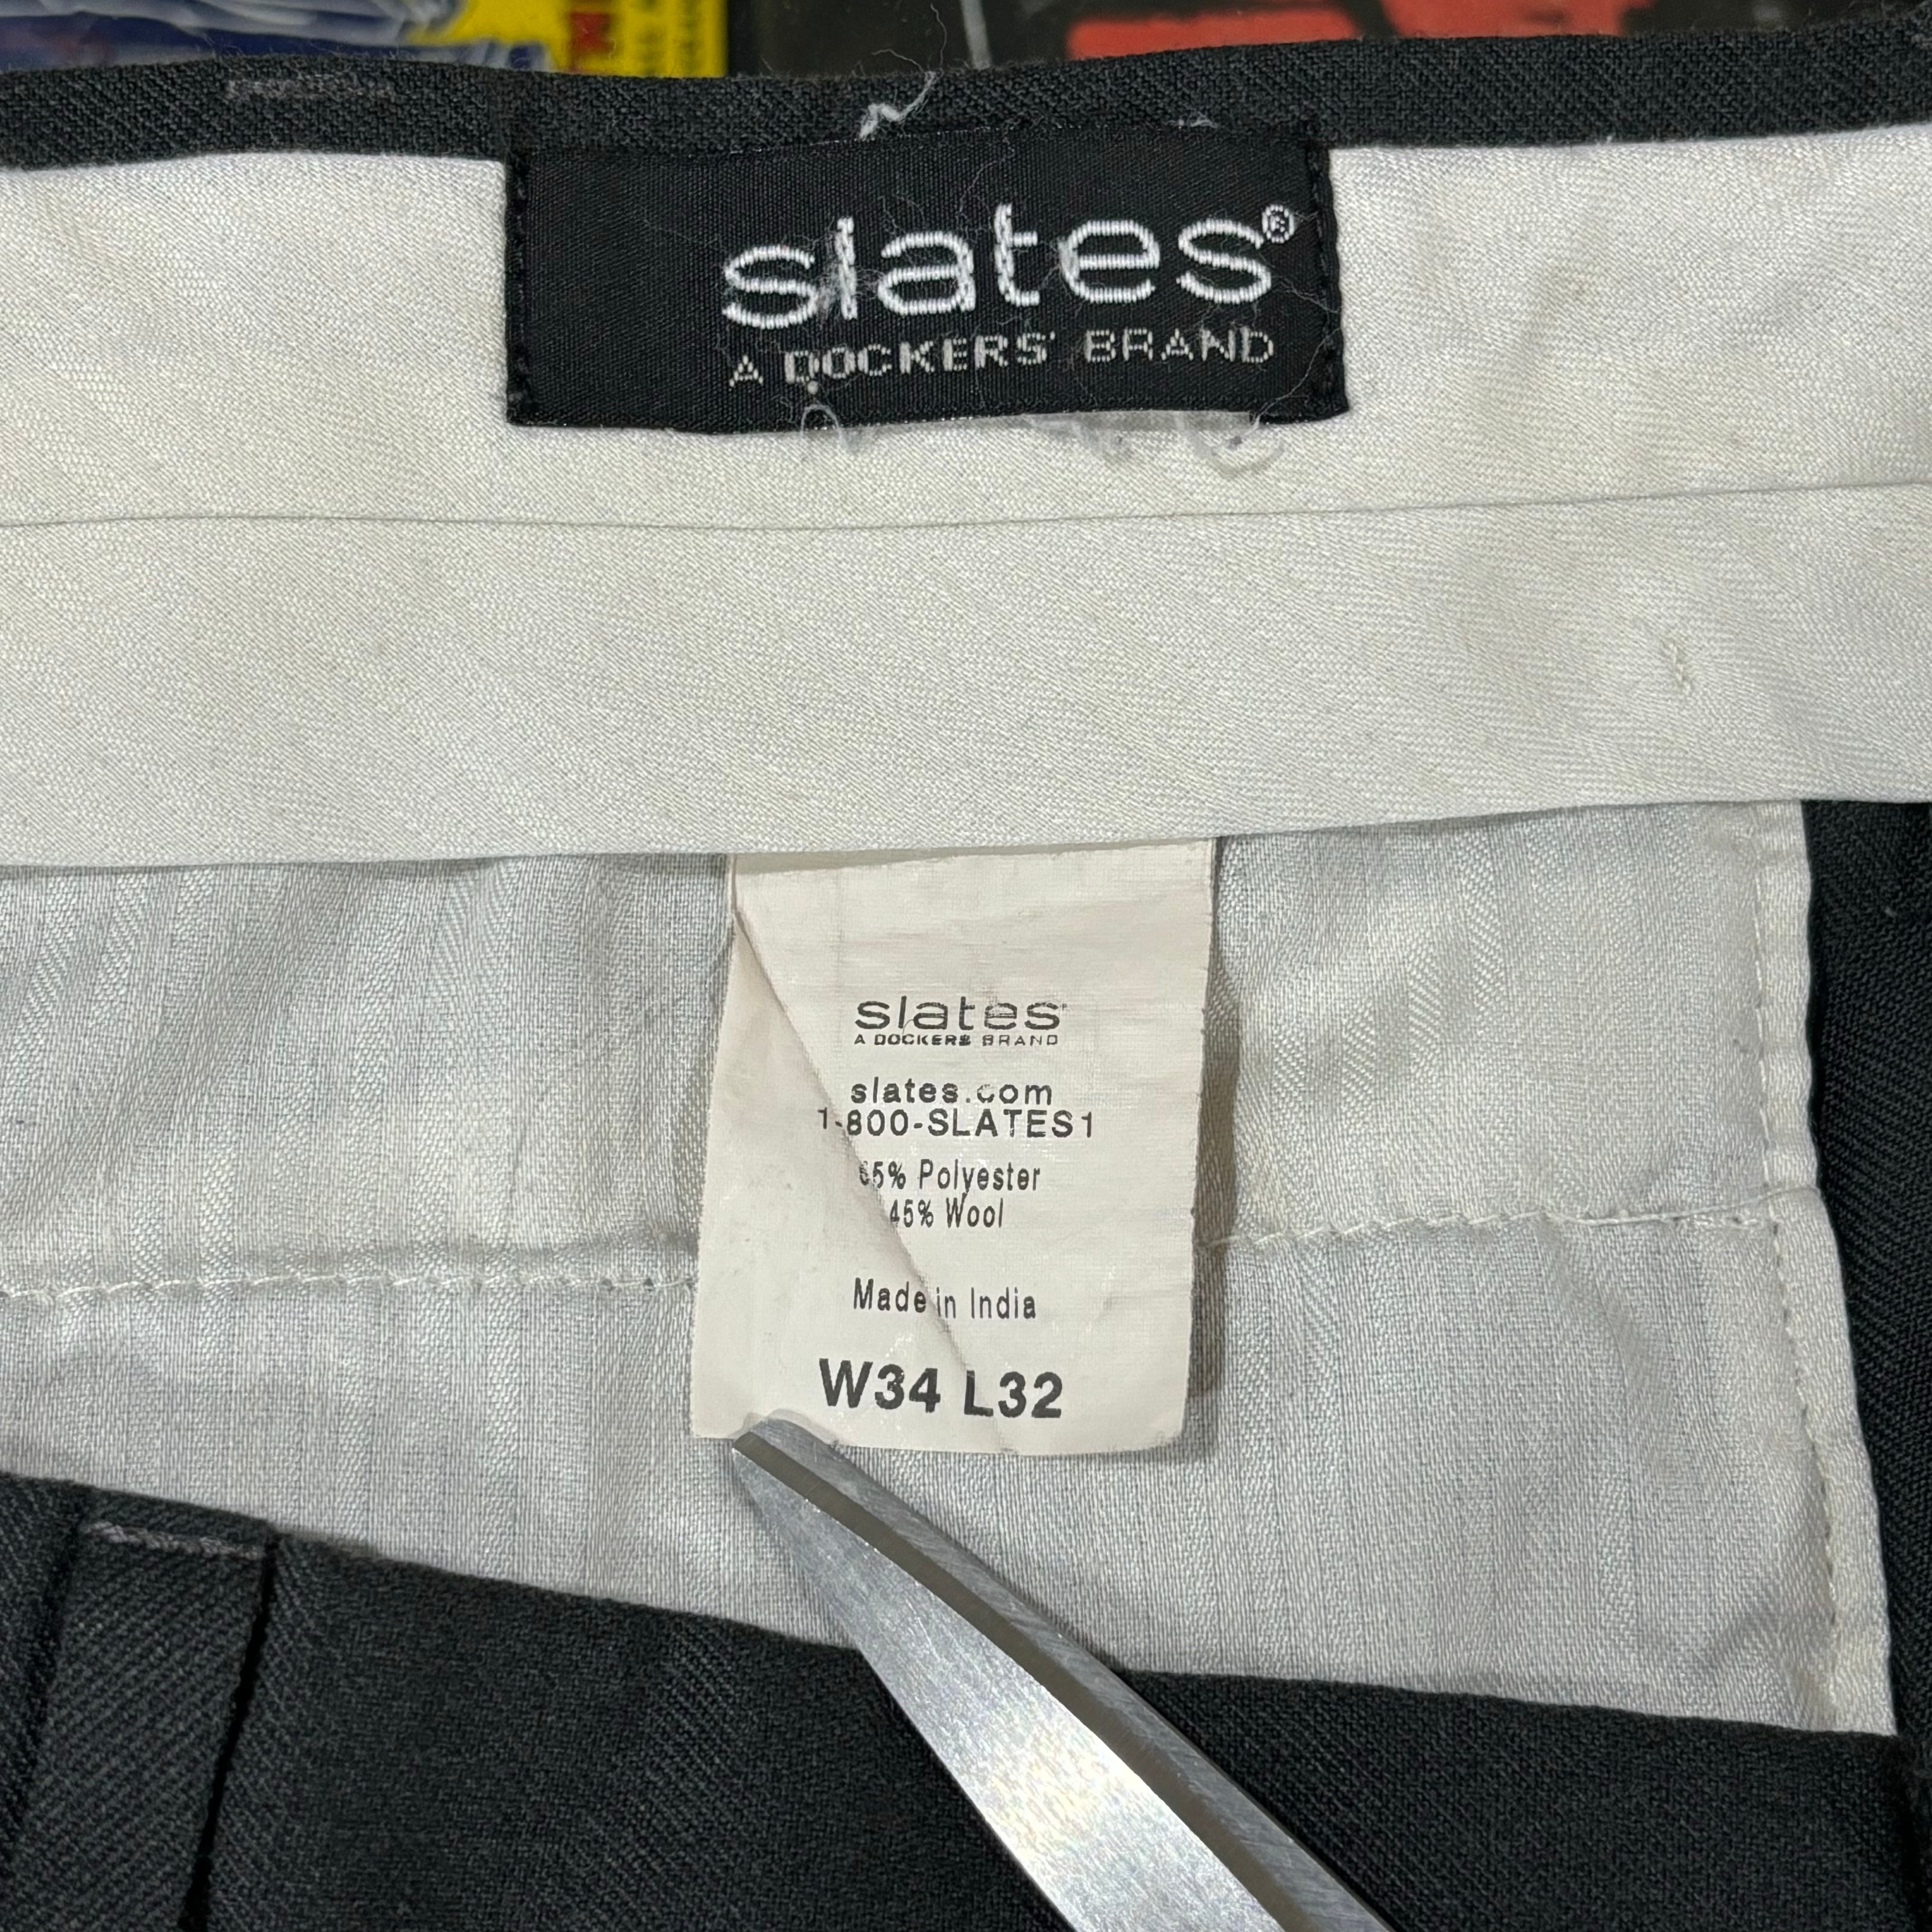 slates®
A DOCKERS® BRAND
slates
A DOCKERS BRAND
slates.com
1-800-SLATES1
55% Polyester
45% Wool
Made in India
W34 L32